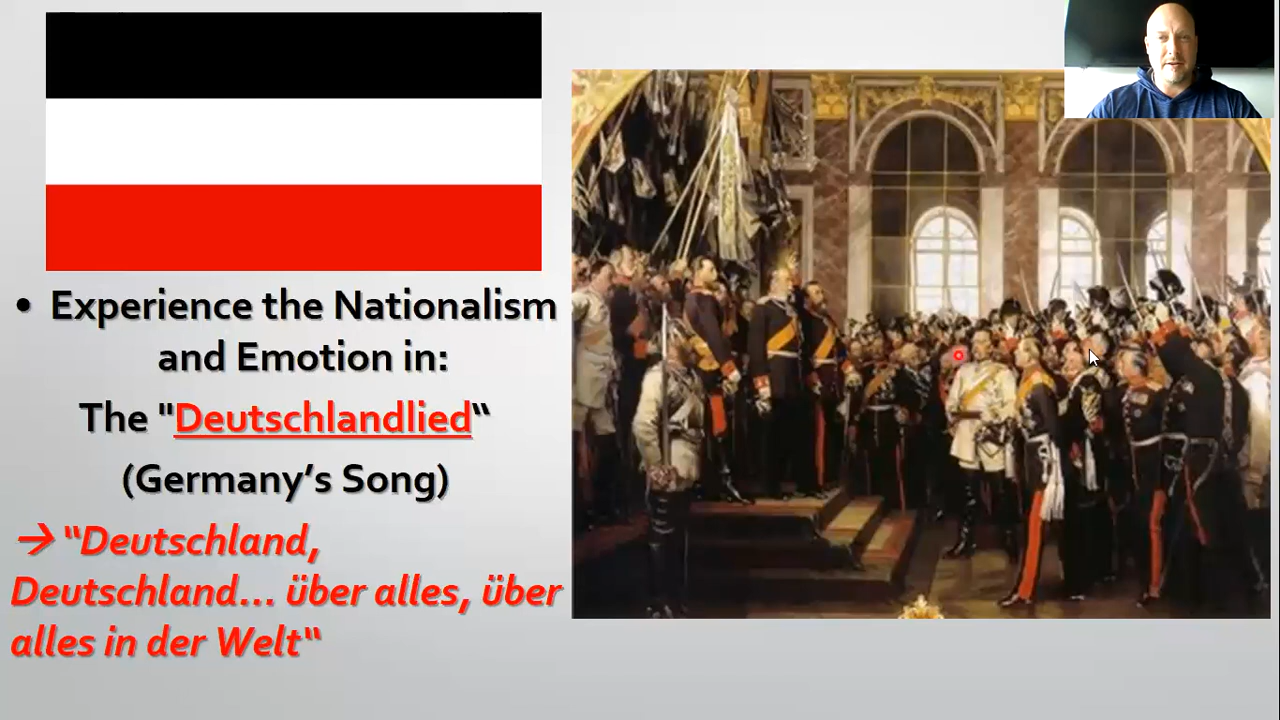 • Experience the Nationalism
and Emotion in:
The "Deutschlandlied“
(Germany’s Song)
→ “Deutschland,
Deutschland... über alles, über
alles in der Welt“